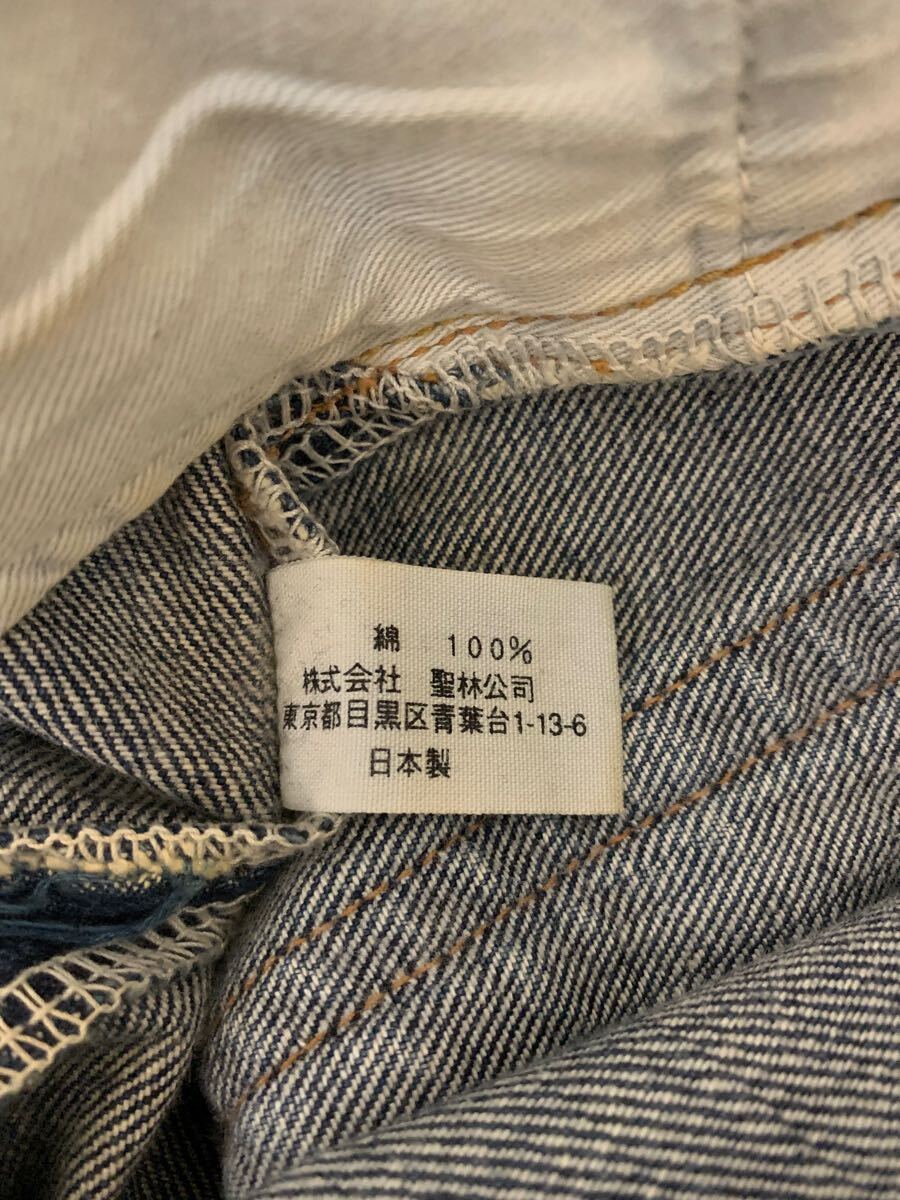 綿 100%
株式会社 聖林公司
東京都目黒区青葉台1-13-6
日本製